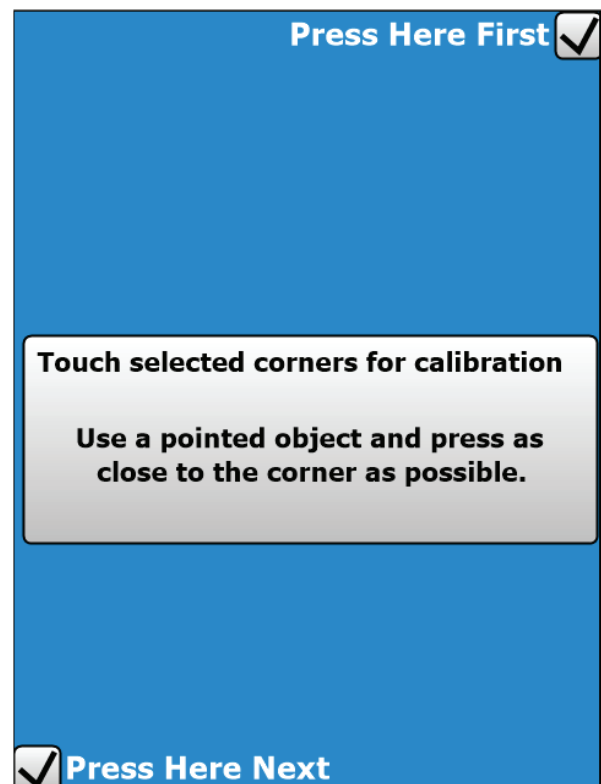 Press Here First
Touch selected corners for calibration
Use a pointed object and press as
close to the corner as possible.
Press Here Next